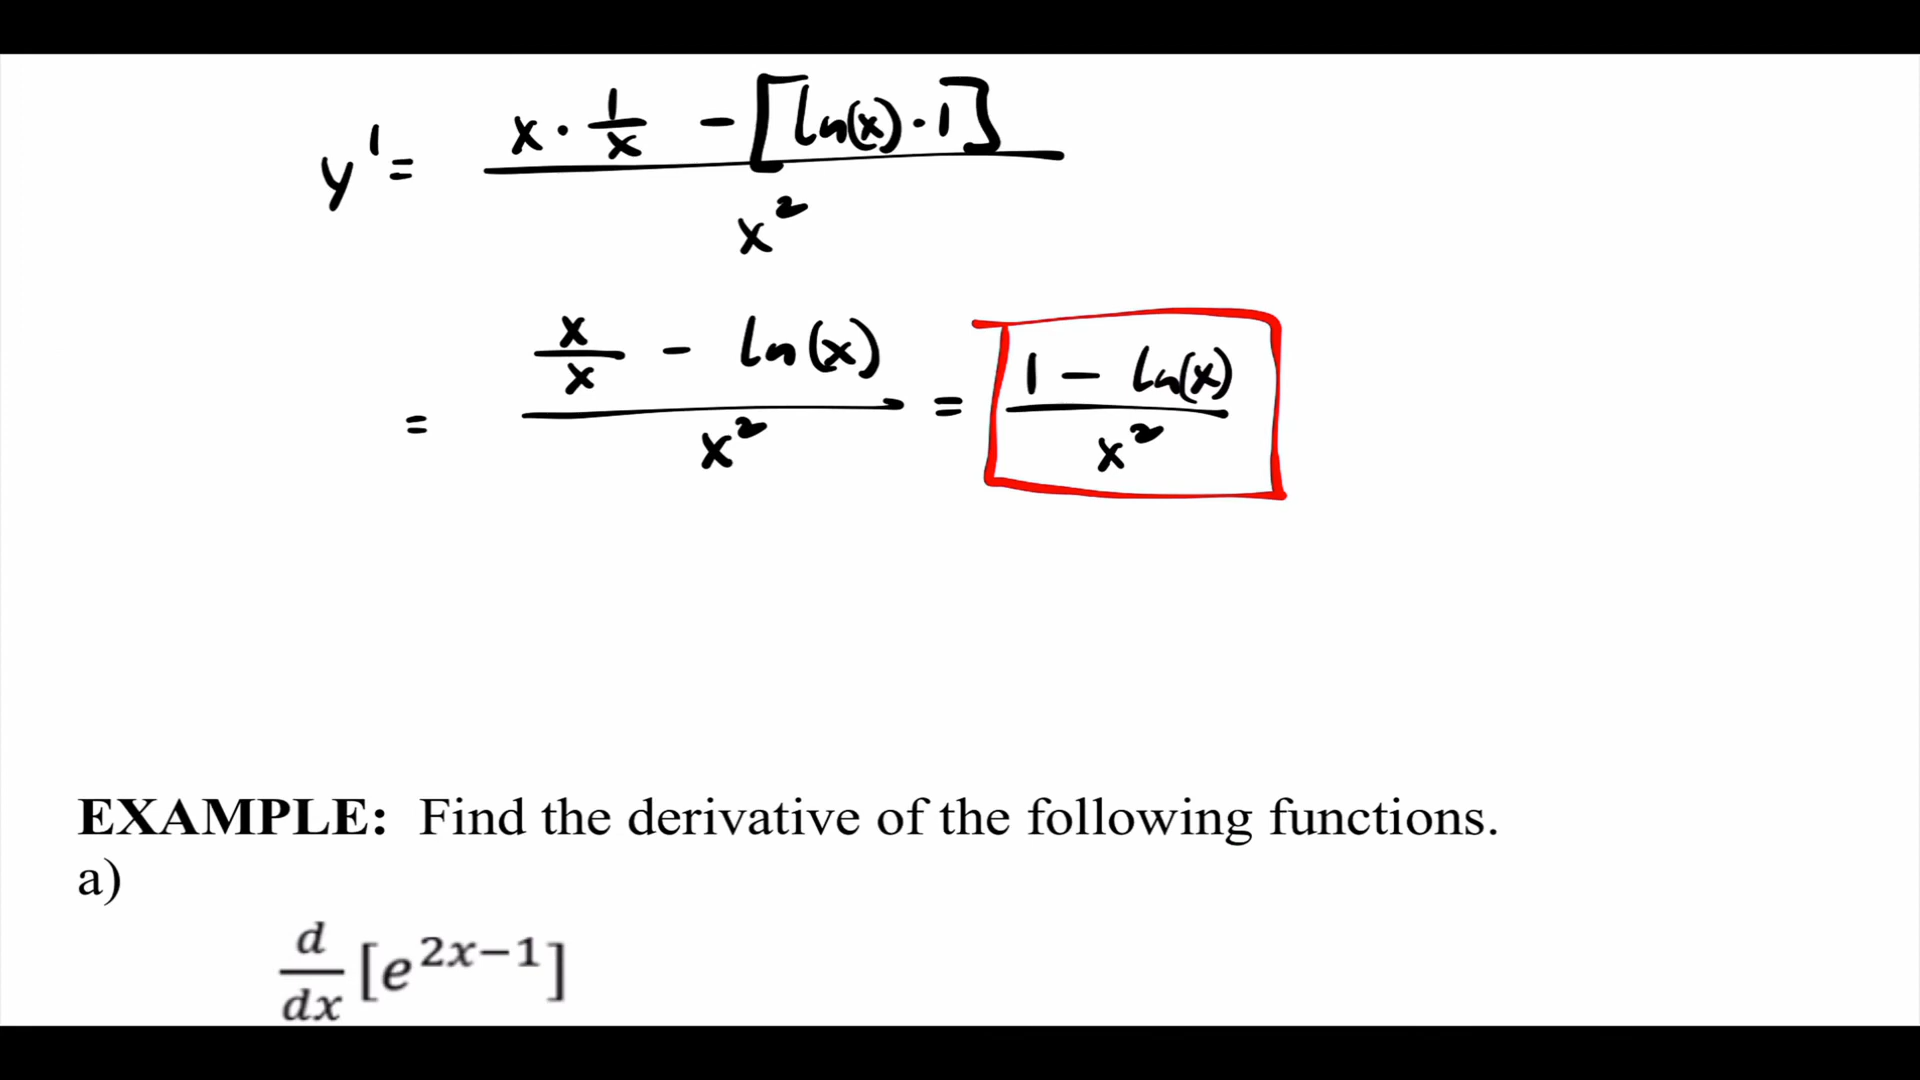 y' = (x · 1/x - [ln(x) · 1]) / x²
= (x/x - ln(x)) / x² = (1 - ln(x)) / x²
EXAMPLE: Find the derivative of the following functions.
a)
d/dx [e^(2x−1)]